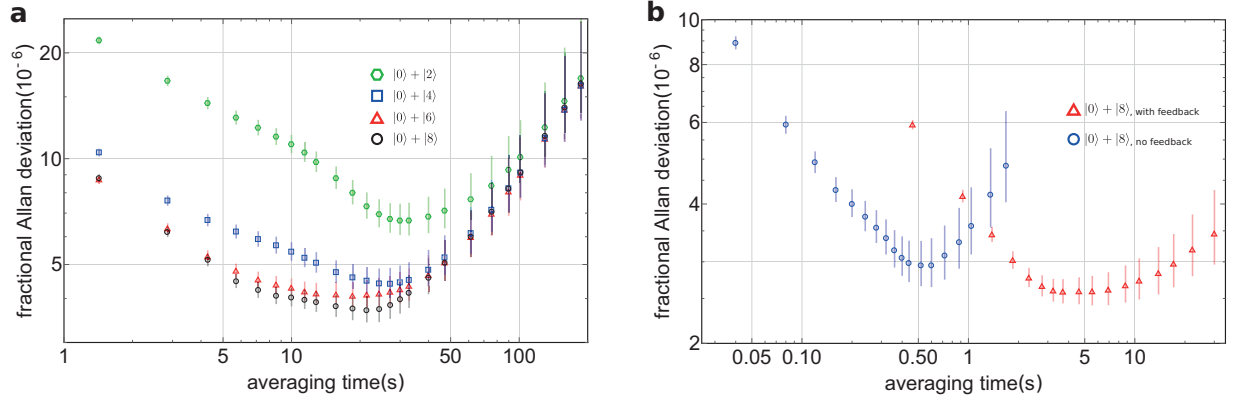 a
fractional Allan deviation(10⁻⁶)
20
10
5
1
5
10
50
100
averaging time(s)
|0⟩ + |2⟩
|0⟩ + |4⟩
|0⟩ + |6⟩
|0⟩ + |8⟩
b
fractional Allan deviation (10⁻⁶)
10
8
6
4
2
0.05
0.10
0.50
1
5
10
averaging time(s)
|0⟩ + |8⟩, with feedback
|0⟩ + |8⟩, no feedback